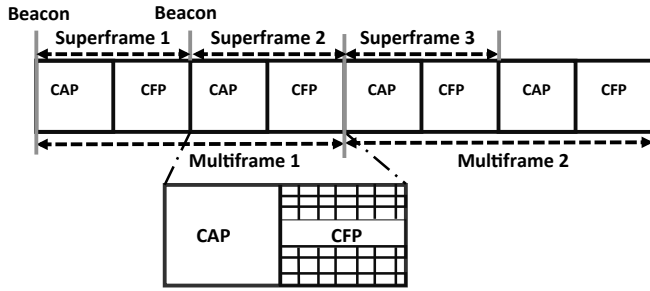 Beacon Beacon
Superframe 1 Superframe 2 Superframe 3
CAP CFP CAP CFP CAP CFP CAP CFP
Multiframe 1 Multiframe 2
CAP CFP